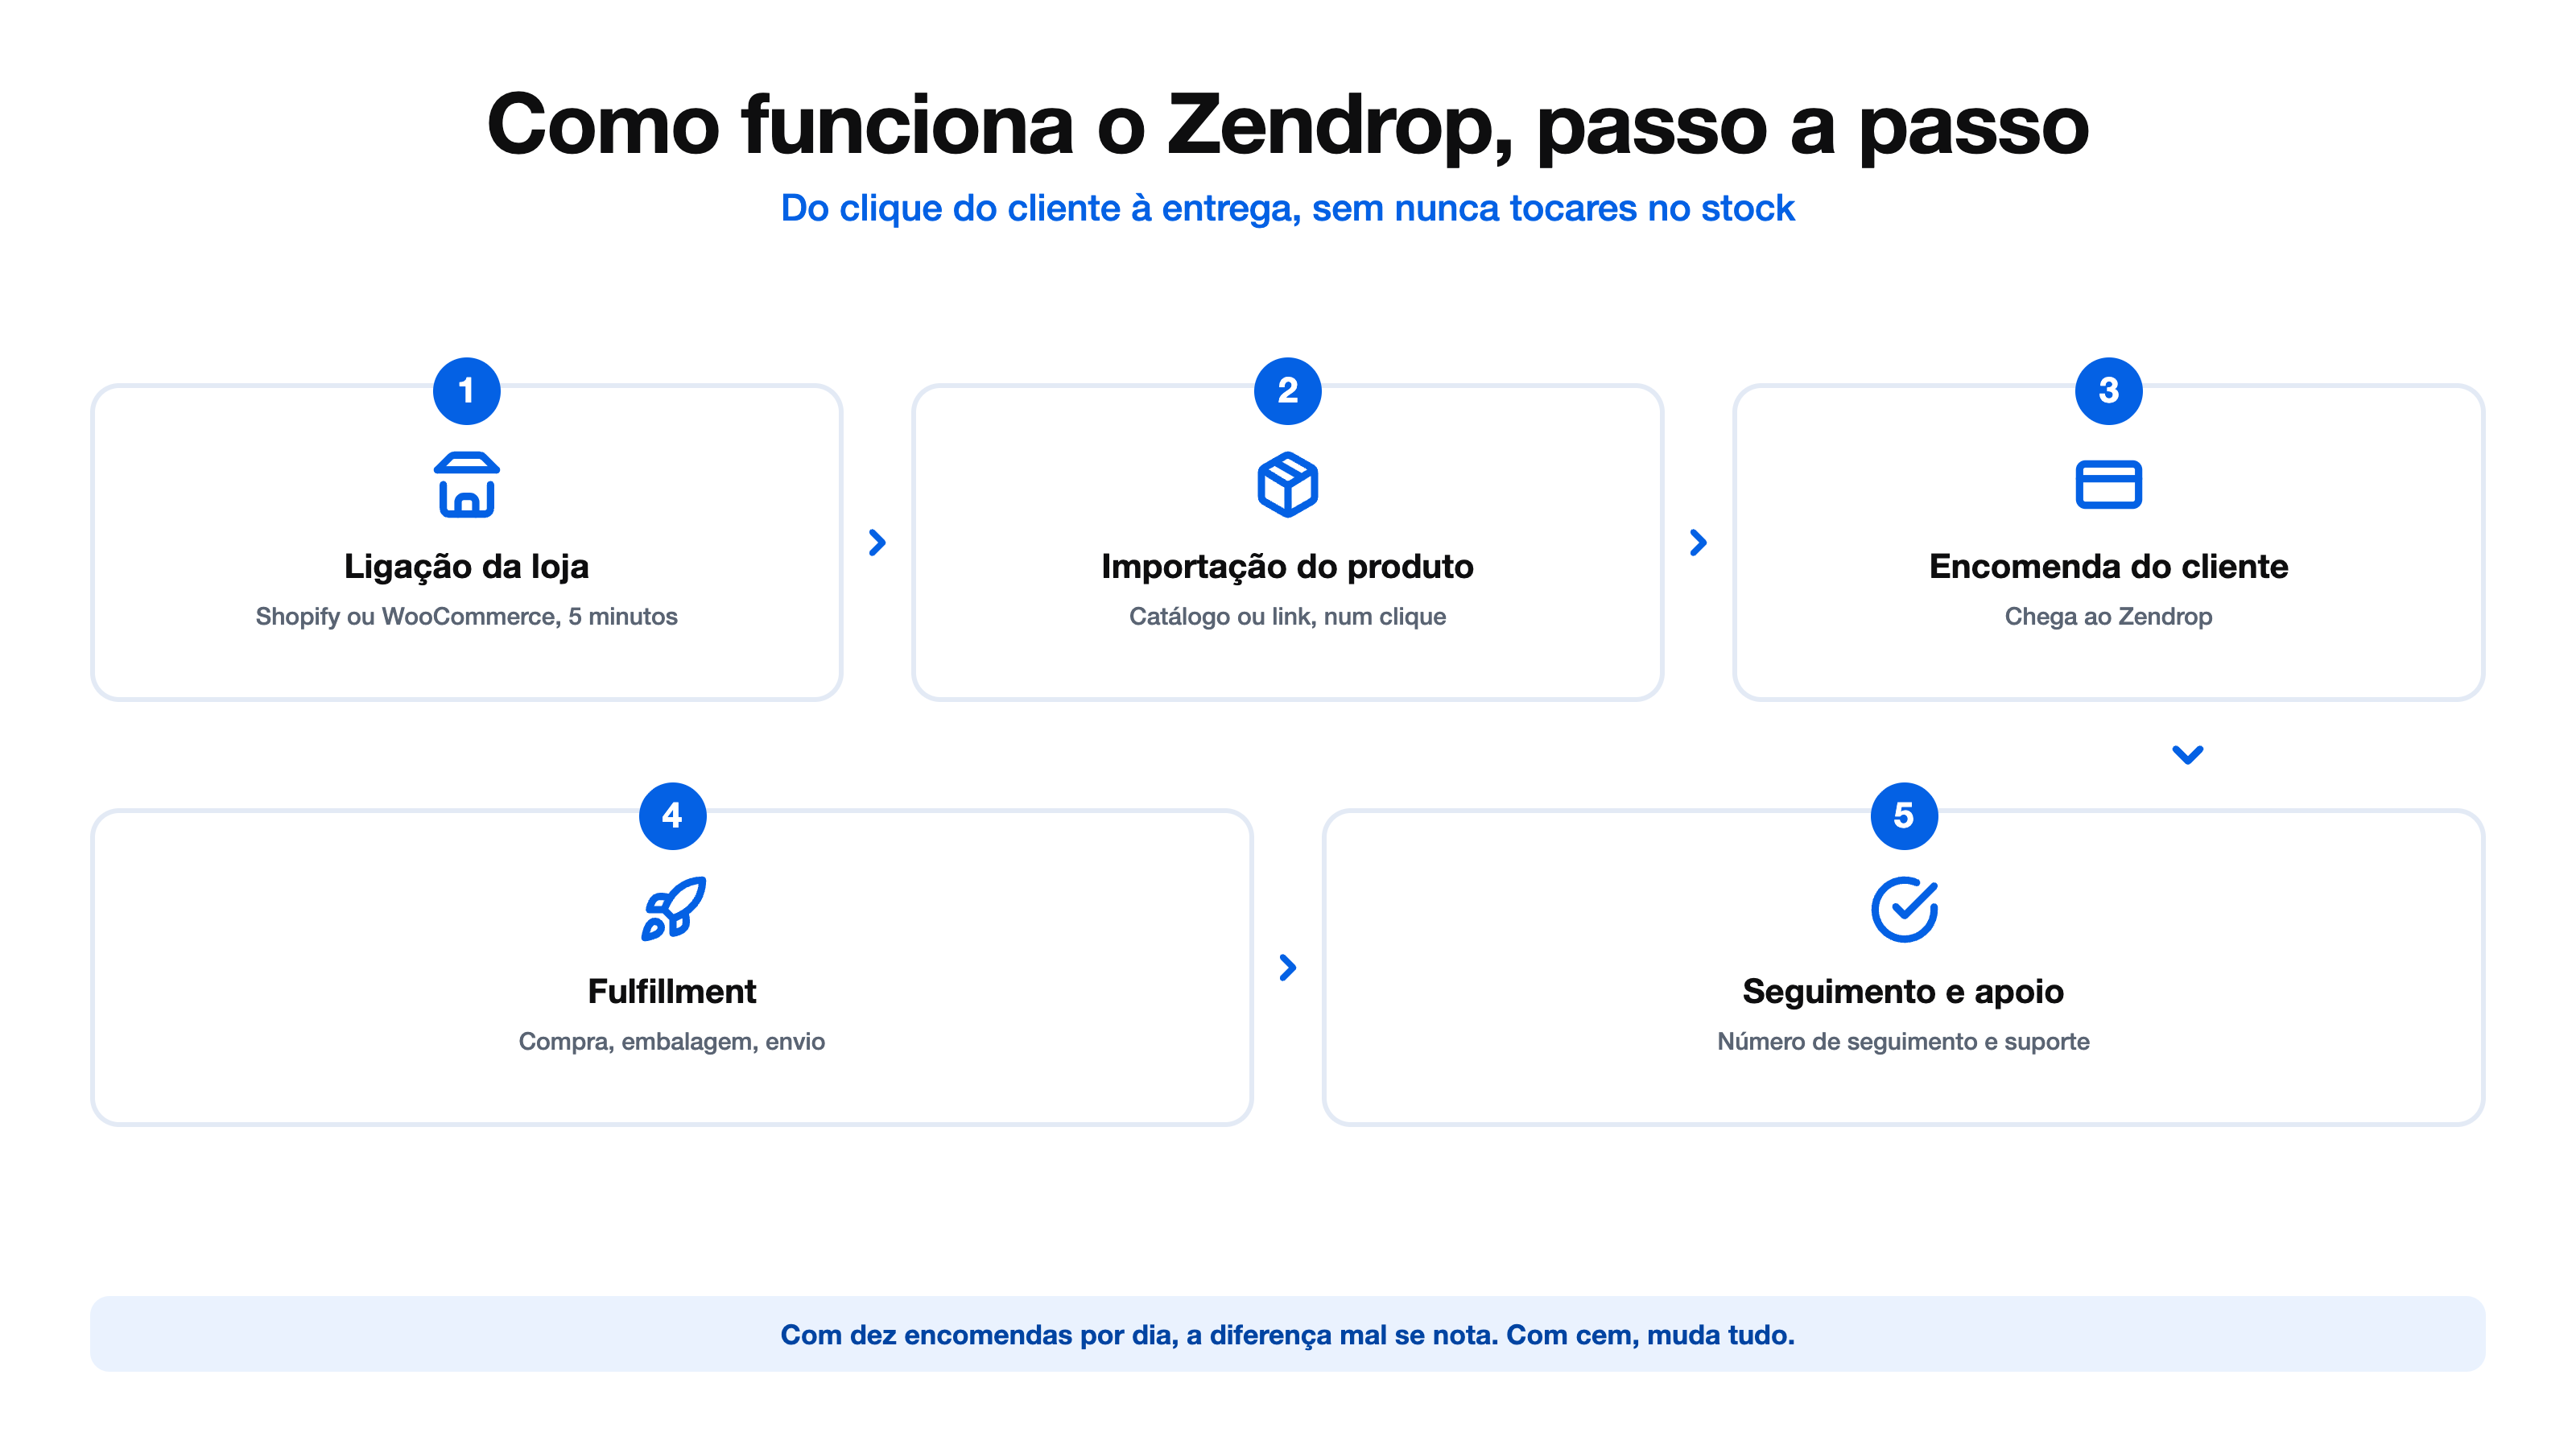 Como funciona o Zendrop, passo a passo
Do clique do cliente à entrega, sem nunca tocares no stock
1
Ligação da loja
Shopify ou WooCommerce, 5 minutos
2
Importação do produto
Catálogo ou link, num clique
3
Encomenda do cliente
Chega ao Zendrop
4
Fulfillment
Compra, embalagem, envio
5
Seguimento e apoio
Número de seguimento e suporte
Com dez encomendas por dia, a diferença mal se nota. Com cem, muda tudo.